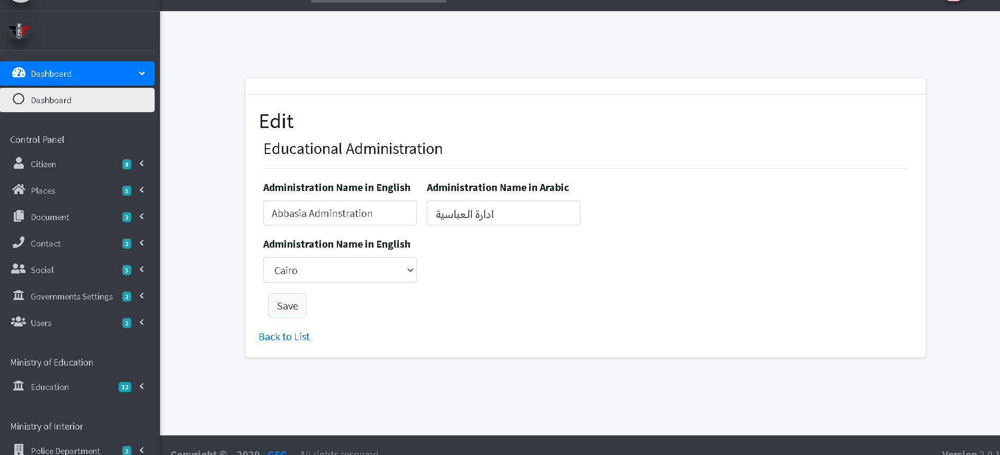 Dashboard
Dashboard
Control Panel
Citizen 8
Places 5
Document 2
Contact 2
Social 5
Governments Settings 2
Users 2
Ministry of Education
Education 12
Ministry of Interior
Police Department 2
Edit
Educational Administration
Administration Name in English
Administration Name in Arabic
Abbasia Adminstration
ادارة العباسية
Administration Name in English
Cairo
Save
Back to List
Copyright © 2020 GSG All rights reserved
Version 3.0.1